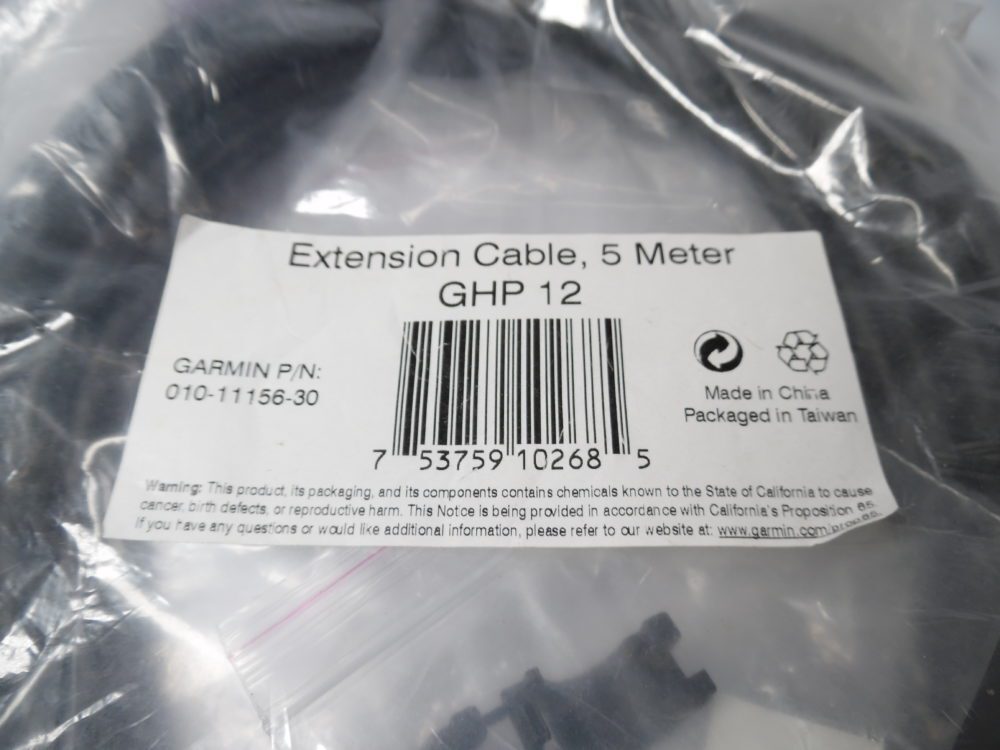 Extension Cable, 5 Meter
GHP 12
GARMIN P/N:
010-11156-30
7 53759 10268 5
Made in China
Packaged in Taiwan
Warning: This product, its packaging, and its components contains chemicals known to the State of California to cause
cancer, birth defects, or reproductive harm. This Notce is being provided in accordance with California's Proposition 65.
If you have any questions or would like additional information, please refer to our website at: www.garmin.com/prop65.